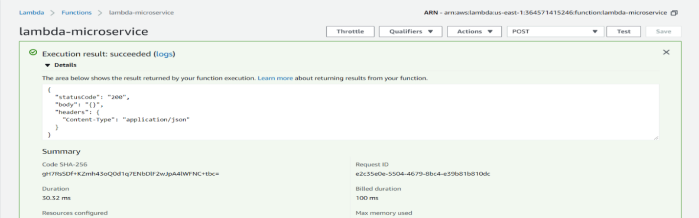 Lambda > Functions > lambda-microservice
ARN - arn:aws:lambda:us-east-1:364571415246:function:lambda-microservice
lambda-microservice
Throttle Qualifiers Actions POST Test Save
Execution result: succeeded (logs)
Details
The area below shows the result returned by your function execution. Learn more about returning results from your function.
{
"statusCode": "200",
"body": "{}",
"headers": {
"Content-Type": "application/json"
}
}
Summary
Code SHA-256
Request ID
e2c35e0e-5504-4679-8bc4-e39b81b810dc
Duration
Billed duration
30.32 ms
100 ms
Resources configured
Max memory used